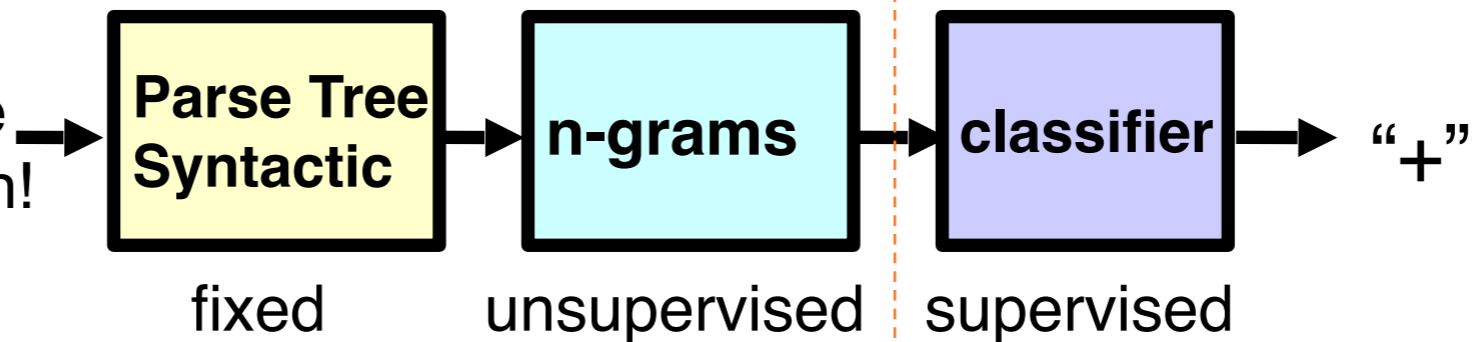 Parse Tree
Syntactic
n-grams
classifier
“+”
fixed
unsupervised
supervised